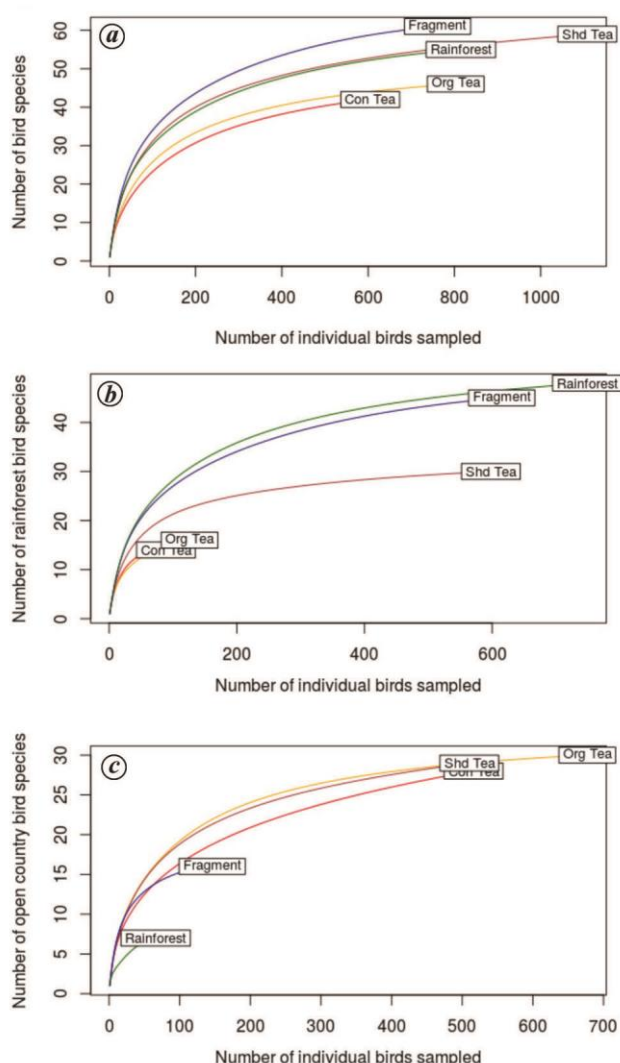 a
Number of bird species
0
10
20
30
40
50
60
Fragment
Shd Tea
Rainforest
Org Tea
Con Tea
0
200
400
600
800
1000
Number of individual birds sampled
b
Number of rainforest bird species
0
10
20
30
40
Rainforest
Fragment
Shd Tea
Org Tea
Con Tea
0
200
400
600
Number of individual birds sampled
c
Number of open country bird species
0
5
10
15
20
25
30
Org Tea
Shd Tea
Con Tea
Fragment
Rainforest
0
100
200
300
400
500
600
700
Number of individual birds sampled